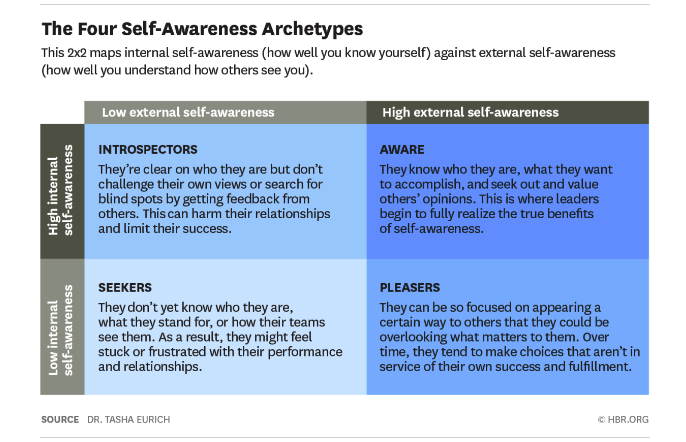 The Four Self-Awareness Archetypes
This 2x2 maps internal self-awareness (how well you know yourself) against external self-awareness
(how well you understand how others see you).
Low external self-awareness
High external self-awareness
High internal
self-awareness
INTROSPECTORS
They're clear on who they are but don't
challenge their own views or search for
blind spots by getting feedback from
others. This can harm their relationships
and limit their success.
AWARE
They know who they are, what they want
to accomplish, and seek out and value
others' opinions. This is where leaders
begin to fully realize the true benefits
of self-awareness.
Low internal
self-awareness
SEEKERS
They don't yet know who they are,
what they stand for, or how their teams
see them. As a result, they might feel
stuck or frustrated with their performance
and relationships.
PLEASERS
They can be so focused on appearing a
certain way to others that they could be
overlooking what matters to them. Over
time, they tend to make choices that aren't in
service of their own success and fulfillment.
SOURCE DR. TASHA EURICH
© HBR.ORG